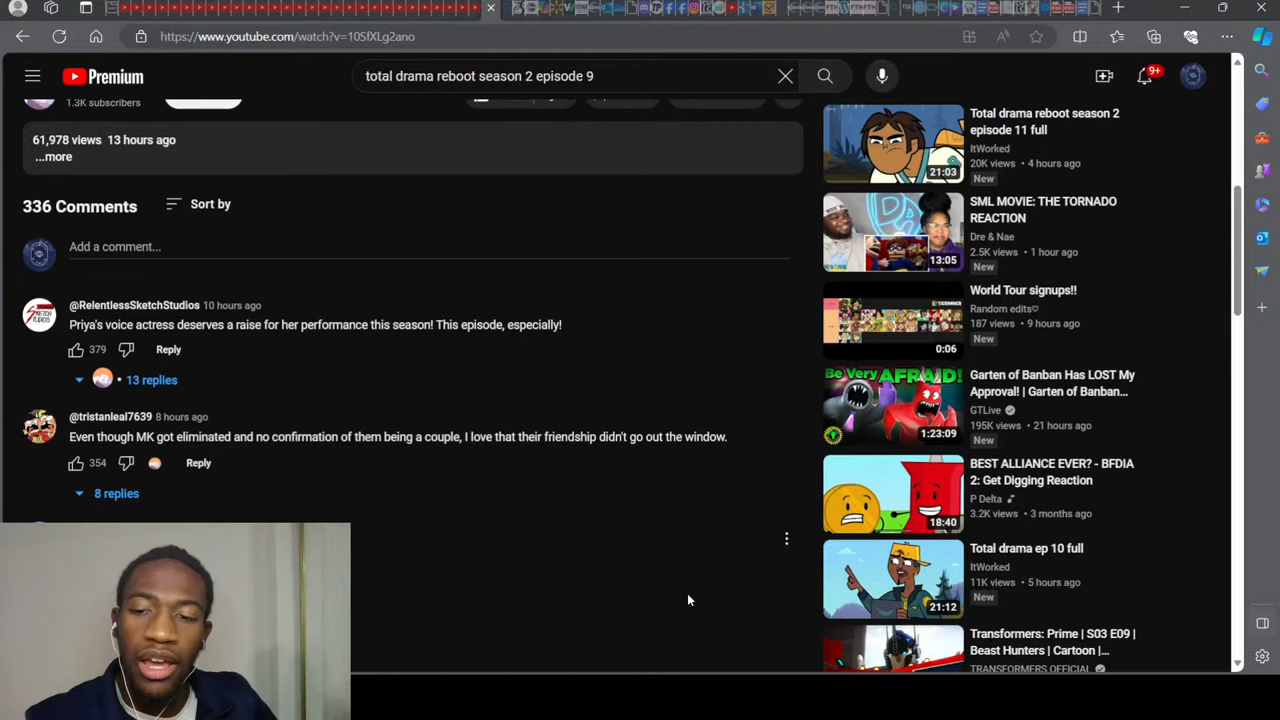 https://www.youtube.com/watch?v=10SfXLg2ano
Premium
total drama reboot season 2 episode 9
9+
1.3K subscribers
61,978 views 13 hours ago
...more
336 Comments
Sort by
Add a comment...
@RelentlessSketchStudios 10 hours ago
Priya's voice actress deserves a raise for her performance this season! This episode, especially!
379 Reply
13 replies
@tristanleal7639 8 hours ago
Even though MK got eliminated and no confirmation of them being a couple, I love that their friendship didn't go out the window.
354 Reply
8 replies
21:03
Total drama reboot season 2
episode 11 full
ItWorked
20K views 4 hours ago
New
13:05
SML MOVIE: THE TORNADO
REACTION
Dre & Nae
2.5K views 1 hour ago
New
0:06
World Tour signups!!
Random edits♡
187 views 9 hours ago
New
Be Very AFRAID!
1:23:09
Garten of Banban Has LOST My
Approval! | Garten of Banban...
GTLive
195K views 21 hours ago
New
18:40
BEST ALLIANCE EVER? - BFDIA
2: Get Digging Reaction
P Delta
3.2K views 3 months ago
21:12
Total drama ep 10 full
ItWorked
11K views 5 hours ago
New
Transformers: Prime | S03 E09 |
Beast Hunters | Cartoon |...
TRANSFORMERS OFFICIAL